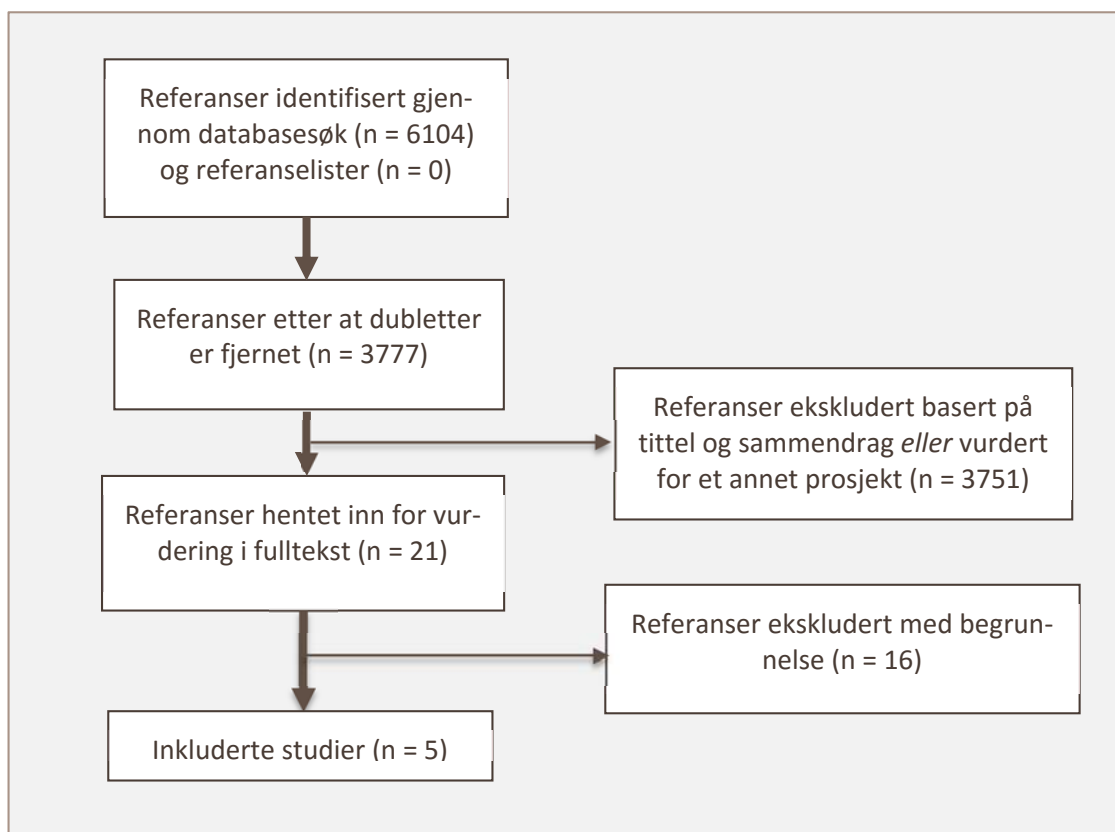 Referanser identifisert gjen-
nom databasesøk (n = 6104)
og referanselister (n = 0)
Referanser etter at dubletter
er fjernet (n = 3777)
Referanser ekskludert basert på
tittel og sammendrag eller vurdert
for et annet prosjekt (n = 3751)
Referanser hentet inn for vur-
dering i fulltekst (n = 21)
Referanser ekskludert med begrun-
nelse (n = 16)
Inkluderte studier (n = 5)